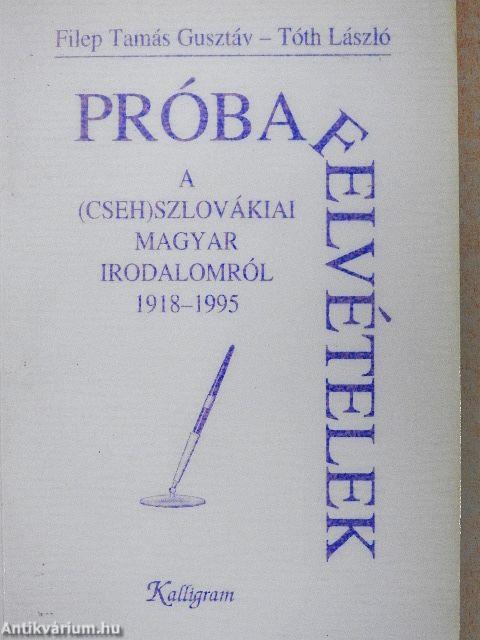 Filep Tamás Gusztáv – Tóth László
PRÓBA
FELVÉTELEK
A
(CSEH)SZLOVÁKIAI
MAGYAR
IRODALOMRÓL
1918–1995
Kalligram
Antikvárium.hu